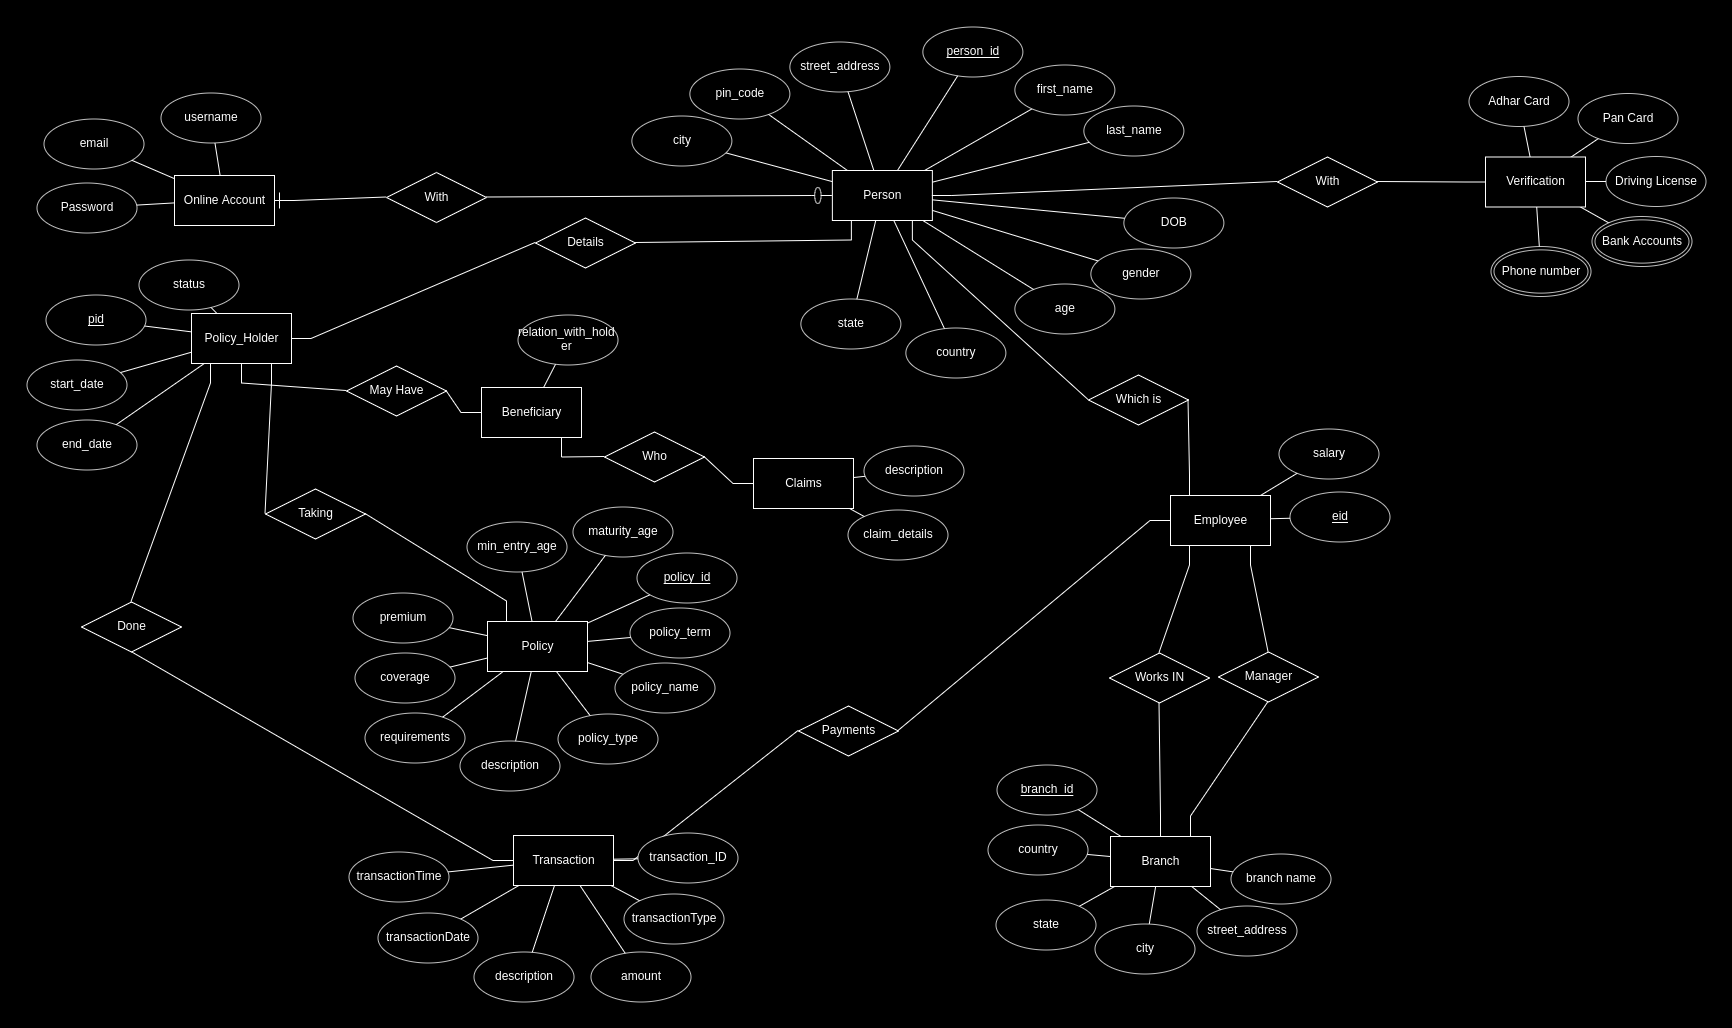 person_id
street_address
first_name
pin_code
Adhar Card
username
Pan Card
last_name
email
city
Online Account
With
Person
With
Verification
Driving License
Password
DOB
Details
Bank Accounts
Phone number
gender
status
age
pid
state
country
Policy_Holder
relation_with_hold
er
start_date
May Have
Beneficiary
Which is
end_date
Who
Claims
description
claim_details
salary
eid
Employee
Taking
min_entry_age
maturity_age
policy_id
premium
policy_term
Done
Policy
coverage
policy_name
requirements
policy_type
description
Works IN
Manager
Payments
branch_id
country
Branch
branch name
state
city
street_address
Transaction
transaction_ID
transactionTime
transactionType
transactionDate
description
amount